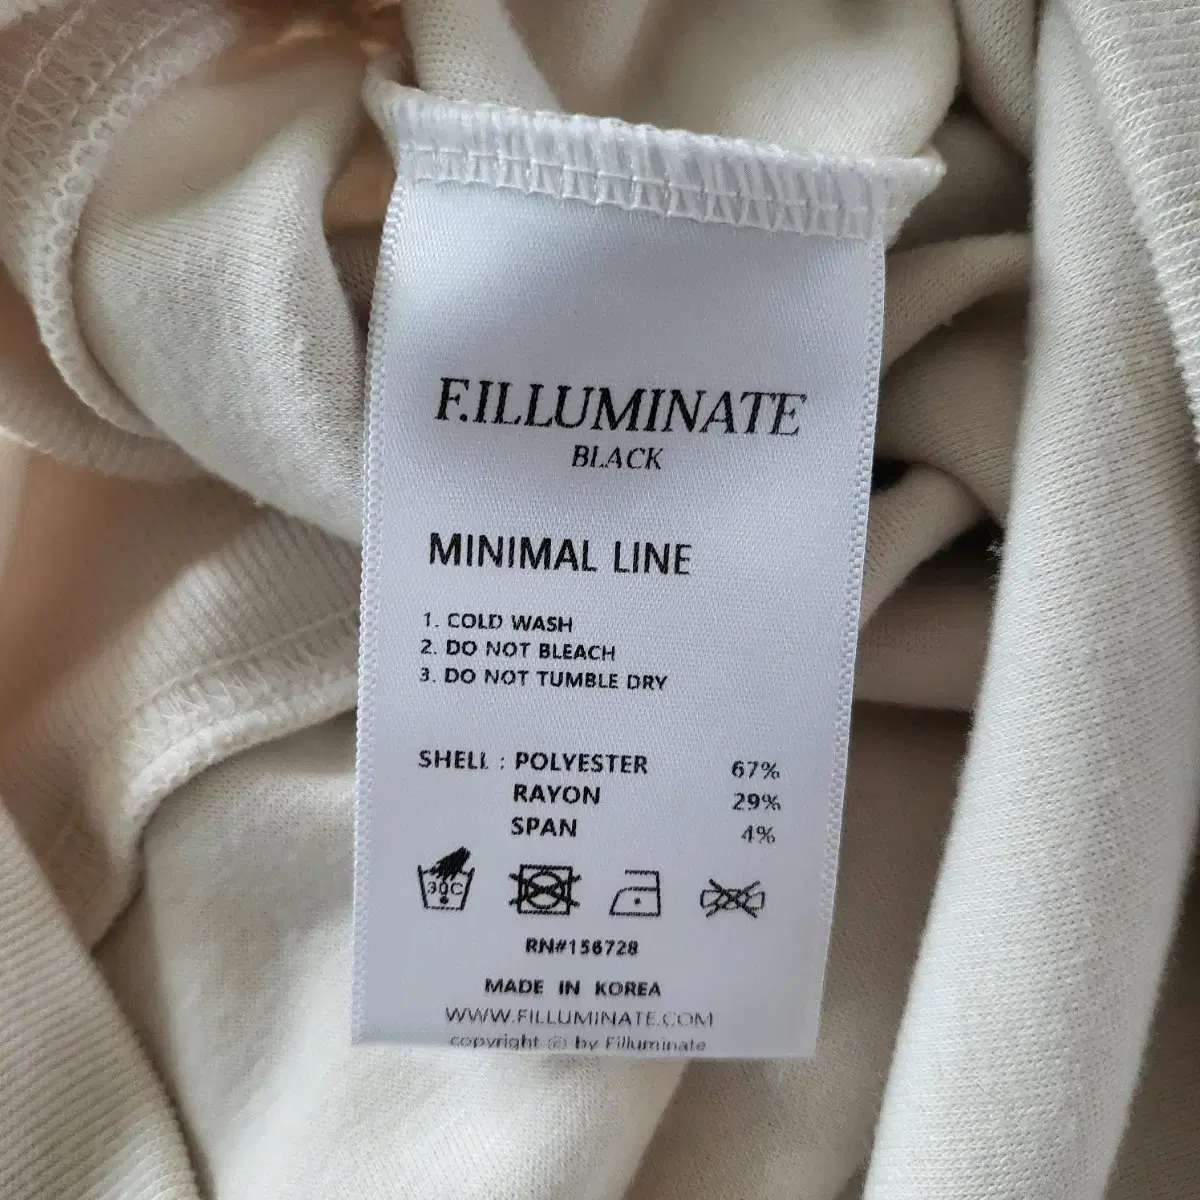 F.ILLUMINATE
BLACK
MINIMAL LINE
1. COLD WASH
2. DO NOT BLEACH
3. DO NOT TUMBLE DRY
SHELL : POLYESTER 67%
RAYON 29%
SPAN 4%
30C
RN#156728
MADE IN KOREA
WWW.FILLUMINATE.COM
copyright ⓒ by Filluminate